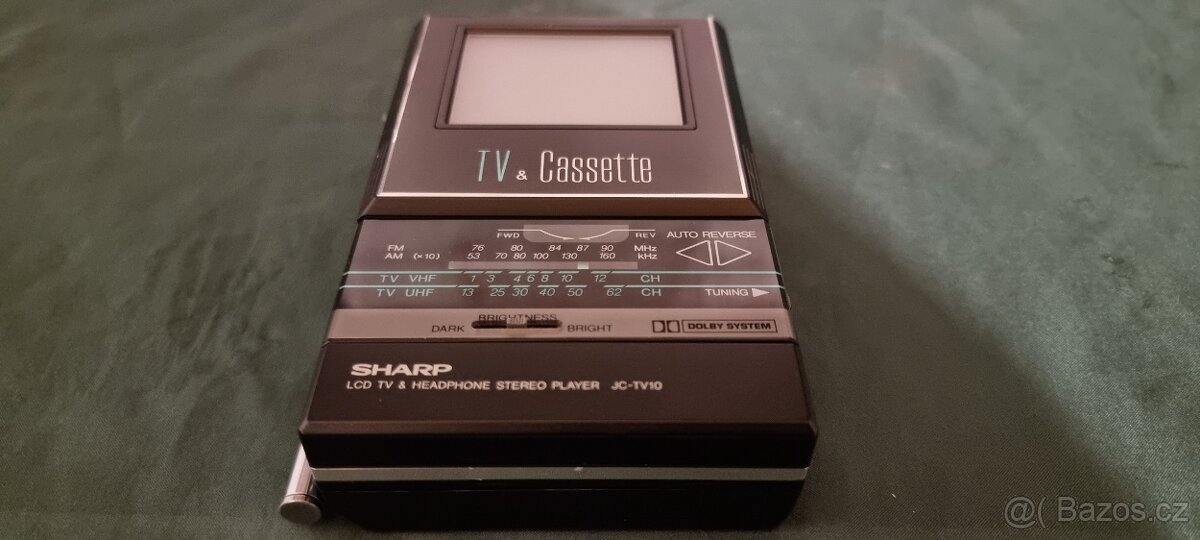 TV & Cassette
FWD REV AUTO REVERSE
FM 76 80 84 87 90 MHz
AM (×10) 53 70 80 100 130 160 kHz
TV VHF 1 3 4 6 8 10 12 CH
TV UHF 13 25 30 40 50 62 CH TUNING ▶
BRIGHTNESS
DARK BRIGHT DOLBY SYSTEM
SHARP
LCD TV & HEADPHONE STEREO PLAYER JC-TV10
@( Bazos.cz